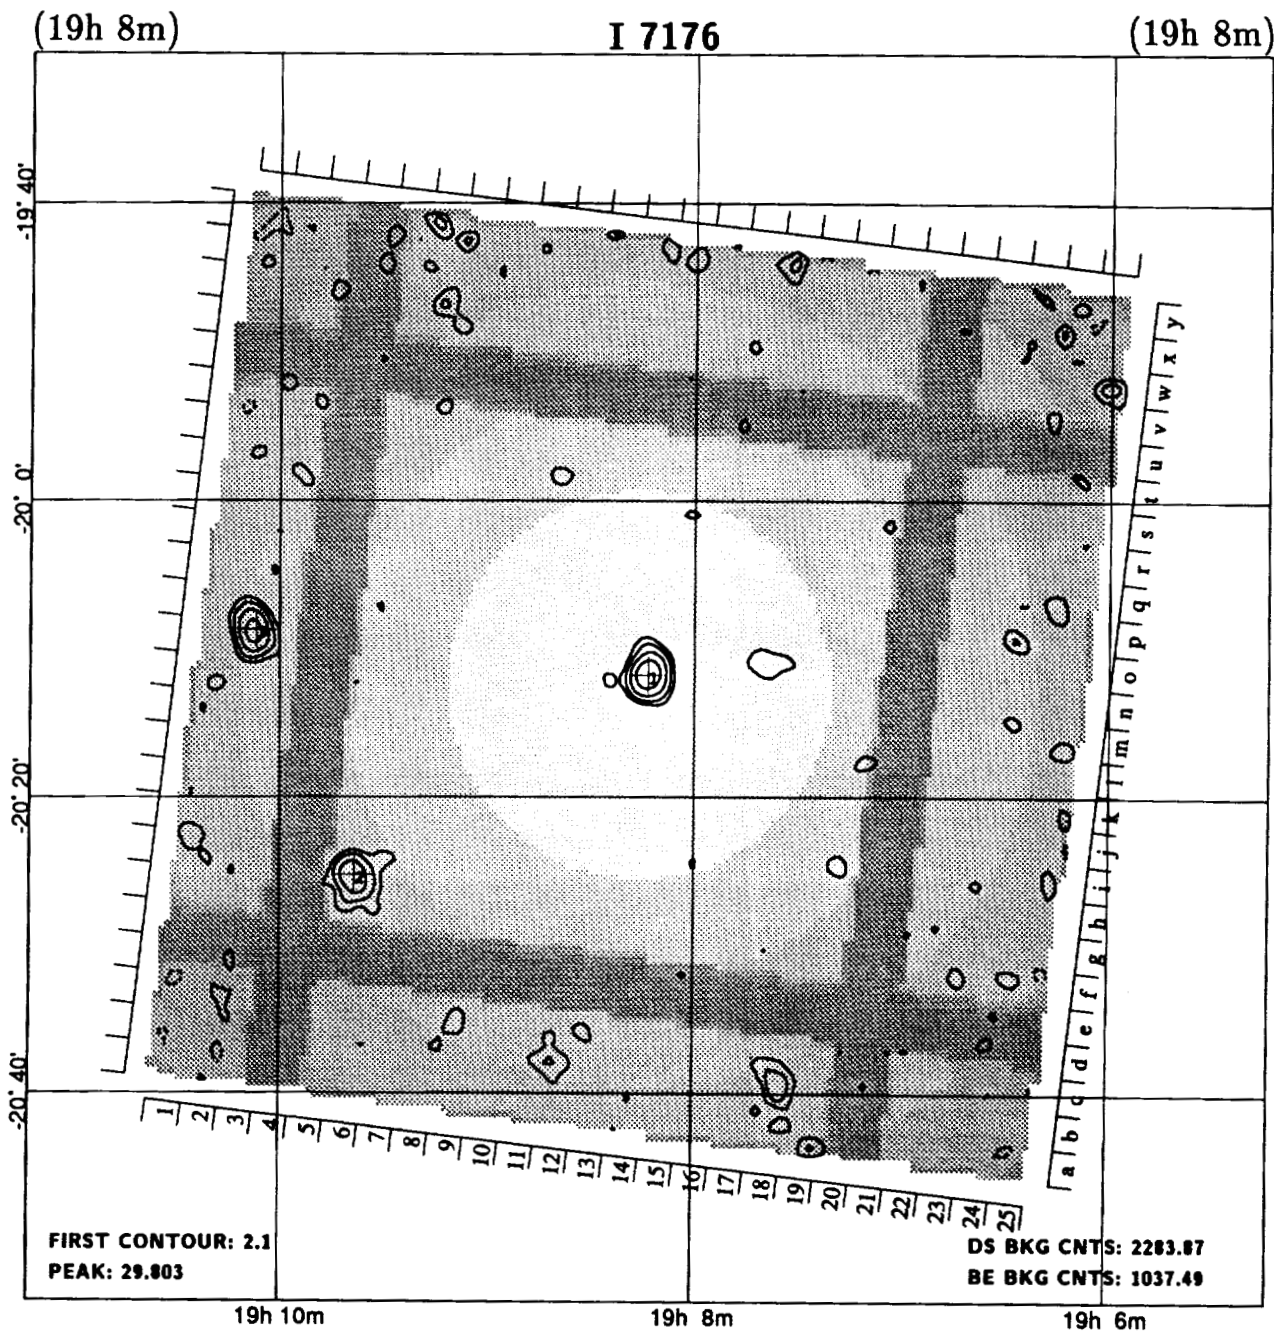 (19h 8m) I 7176 (19h 8m)
-19° 40'
-20° 0'
-20° 20'
-20° 40'
a b c d e f g h i j k l m n o p q r s t u v w x y
1 2 3 4 5 6 7 8 9 10 11 12 13 14 15 16 17 18 19 20 21 22 23 24 25
FIRST CONTOUR: 2.1
PEAK: 29.803
DS BKG CNTS: 2283.87
BE BKG CNTS: 1037.49
19h 10m 19h 8m 19h 6m